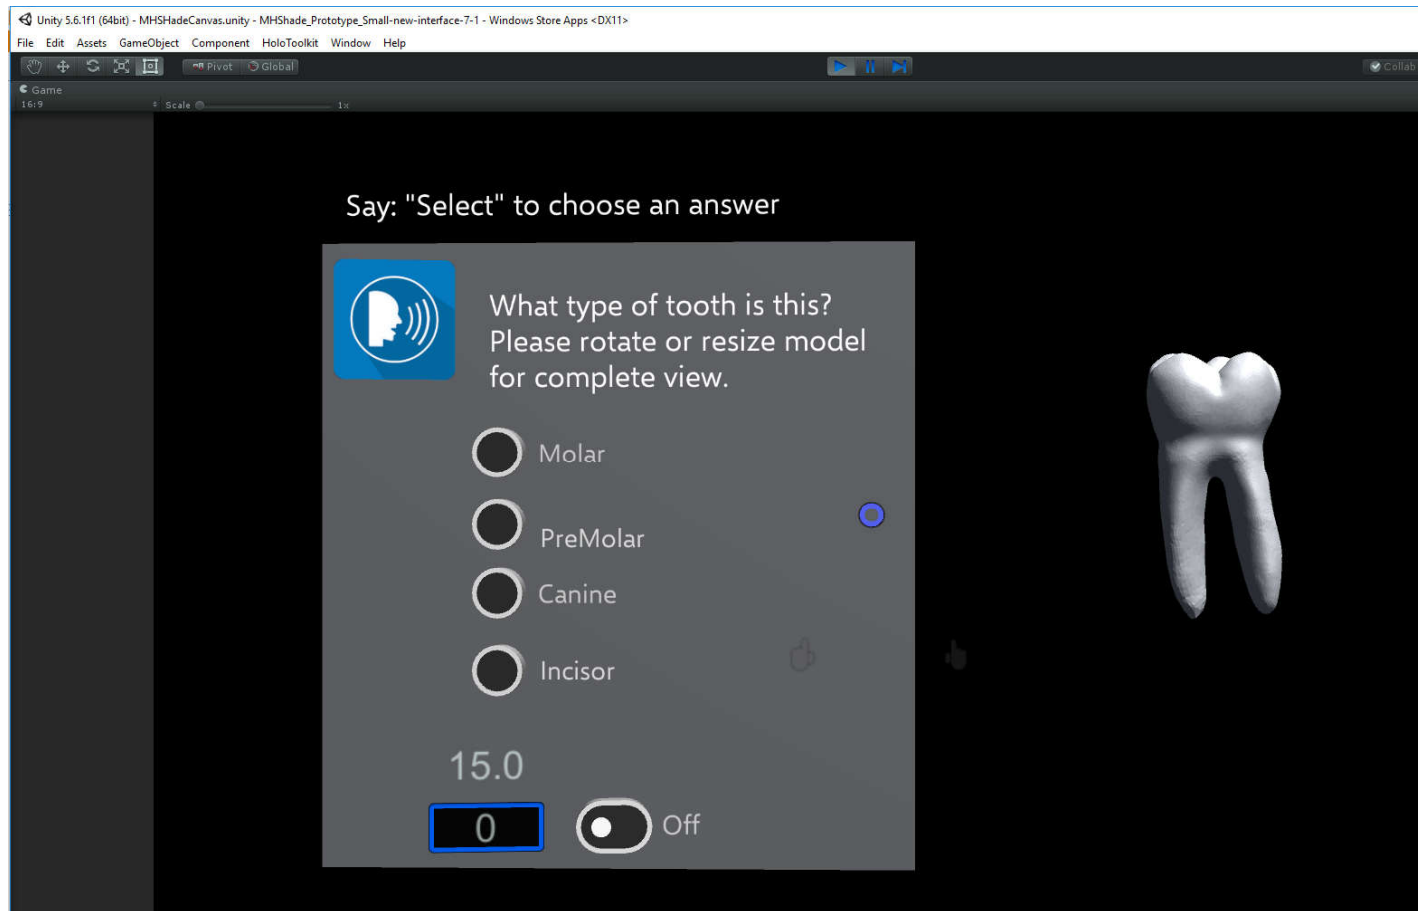 Unity 5.6.1f1 (64bit) - MHSHadeCanvas.unity - MHShade_Prototype_Small-new-interface-7-1 - Windows Store Apps <DX11>
File Edit Assets GameObject Component HoloToolkit Window Help
Pivot Global Collab
Game
16:9 Scale 1x
Say: "Select" to choose an answer
What type of tooth is this?
Please rotate or resize model
for complete view.
Molar
PreMolar
Canine
Incisor
15.0
0 Off